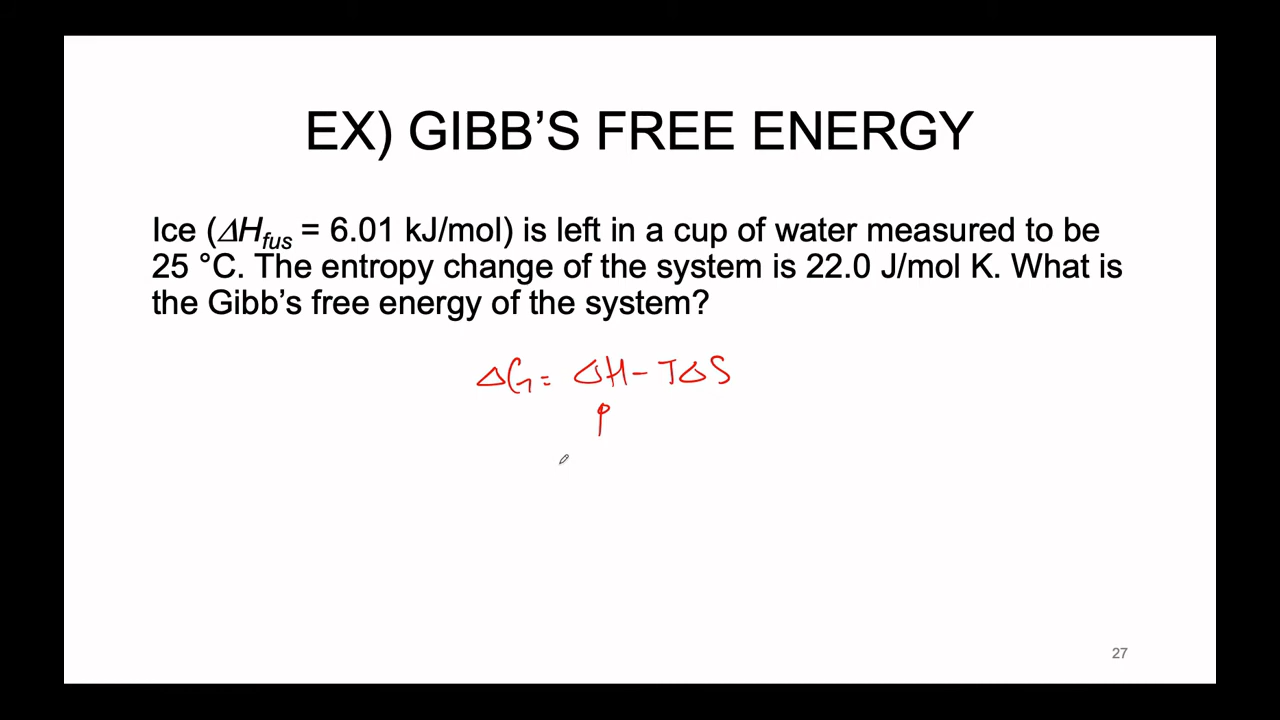 EX) GIBB’S FREE ENERGY
Ice (ΔHfus = 6.01 kJ/mol) is left in a cup of water measured to be
25 °C. The entropy change of the system is 22.0 J/mol K. What is
the Gibb’s free energy of the system?
ΔG = ΔH - TΔS
27